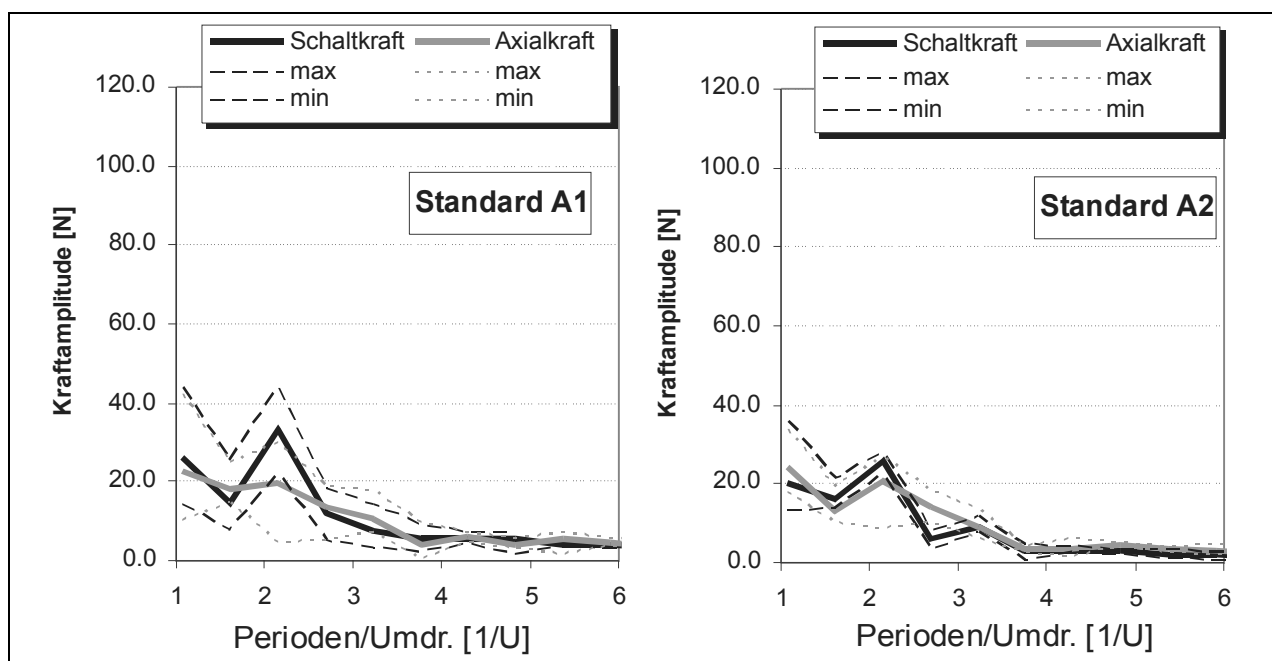 Schaltkraft Axialkraft
max max
min min
120.0
100.0
80.0
60.0
40.0
20.0
0.0
Kraftamplitude [N]
Standard A1
1 2 3 4 5 6
Perioden/Umdr. [1/U]
Schaltkraft Axialkraft
max max
min min
120.0
100.0
80.0
60.0
40.0
20.0
0.0
Kraftamplitude [N]
Standard A2
1 2 3 4 5 6
Perioden/Umdr. [1/U]